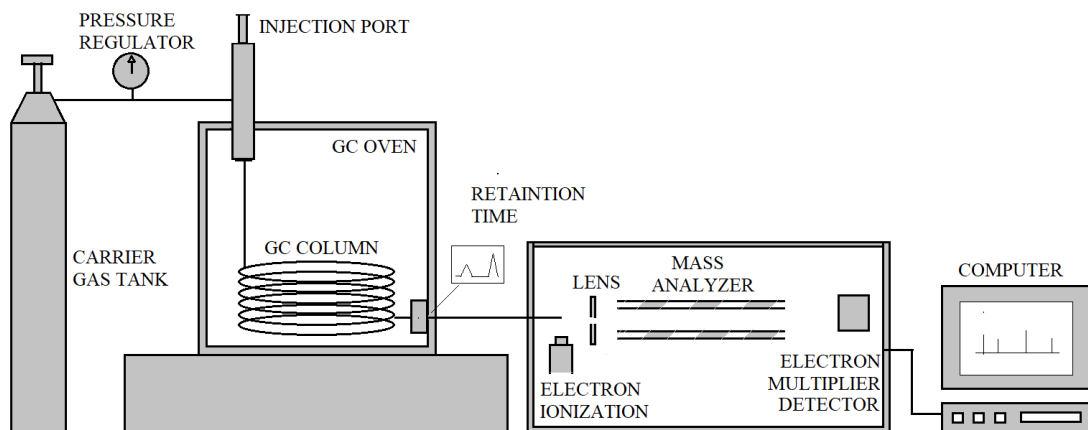 PRESSURE
REGULATOR
INJECTION PORT
GC OVEN
RETAINTION
TIME
GC COLUMN
CARRIER
GAS TANK
LENS
MASS
ANALYZER
COMPUTER
ELECTRON
IONIZATION
ELECTRON
MULTIPLIER
DETECTOR